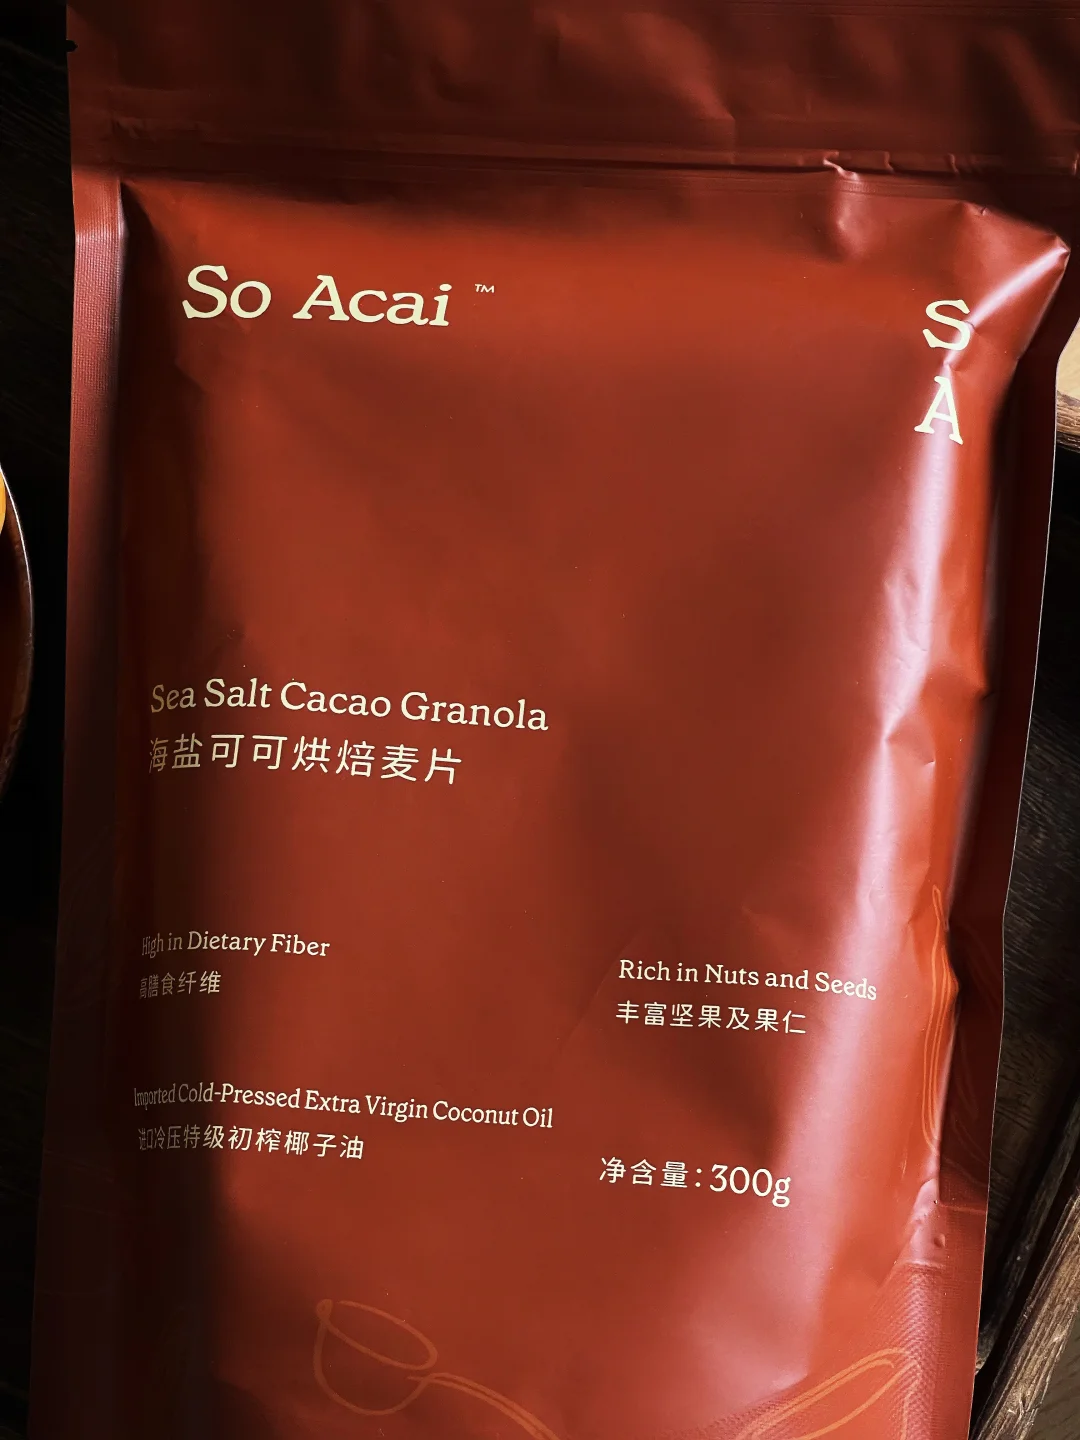 So Acai ™
S
A
Sea Salt Cacao Granola
海盐可可烘焙麦片
High in Dietary Fiber
高膳食纤维
Rich in Nuts and Seeds
丰富坚果及果仁
Imported Cold-Pressed Extra Virgin Coconut Oil
进口冷压特级初榨椰子油
净含量:300g